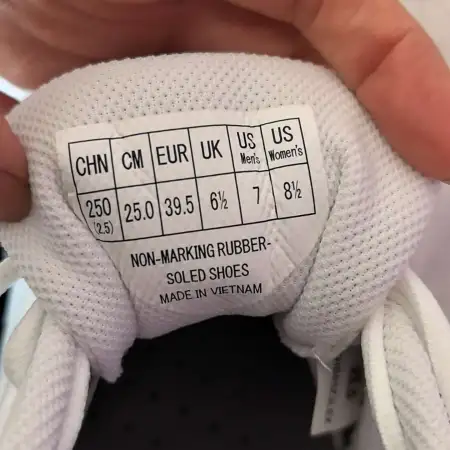 CHN CM EUR UK US Men's US Women's
250 (2.5) 25.0 39.5 6½ 7 8½
NON-MARKING RUBBER-
SOLED SHOES
MADE IN VIETNAM